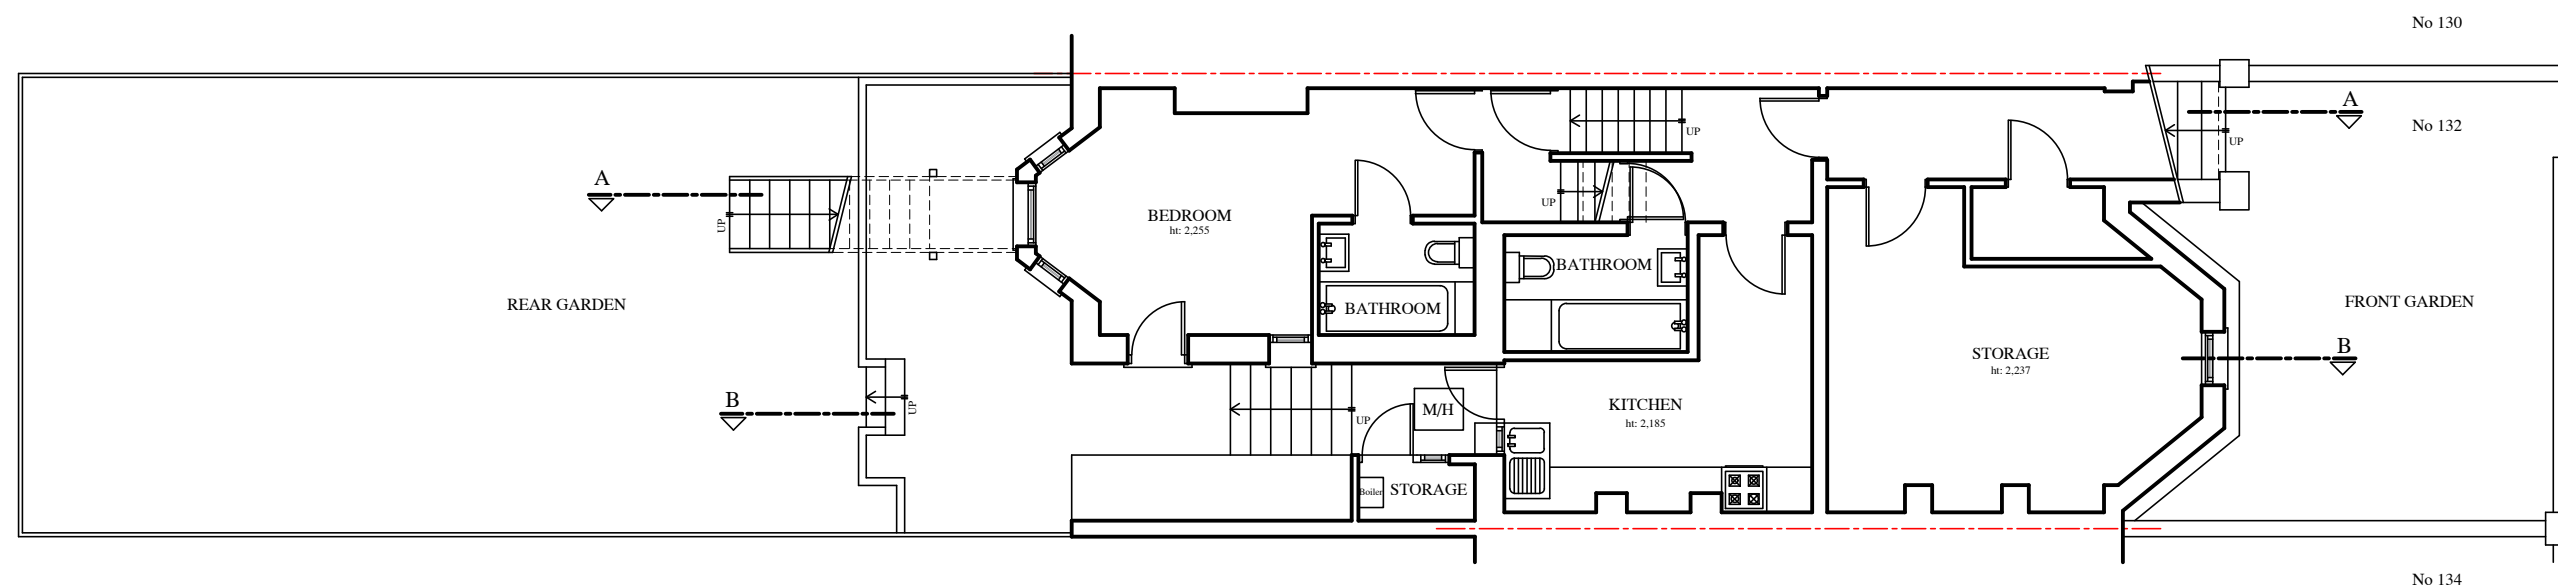 No 130
A
No 132
UP
UP
A
UP
UP
BEDROOM
ht: 2,255
BATHROOM
REAR GARDEN
BATHROOM
FRONT GARDEN
STORAGE
ht: 2,237
B
B
UP
UP
M/H
KITCHEN
ht: 2,185
Boiler
STORAGE
No 134